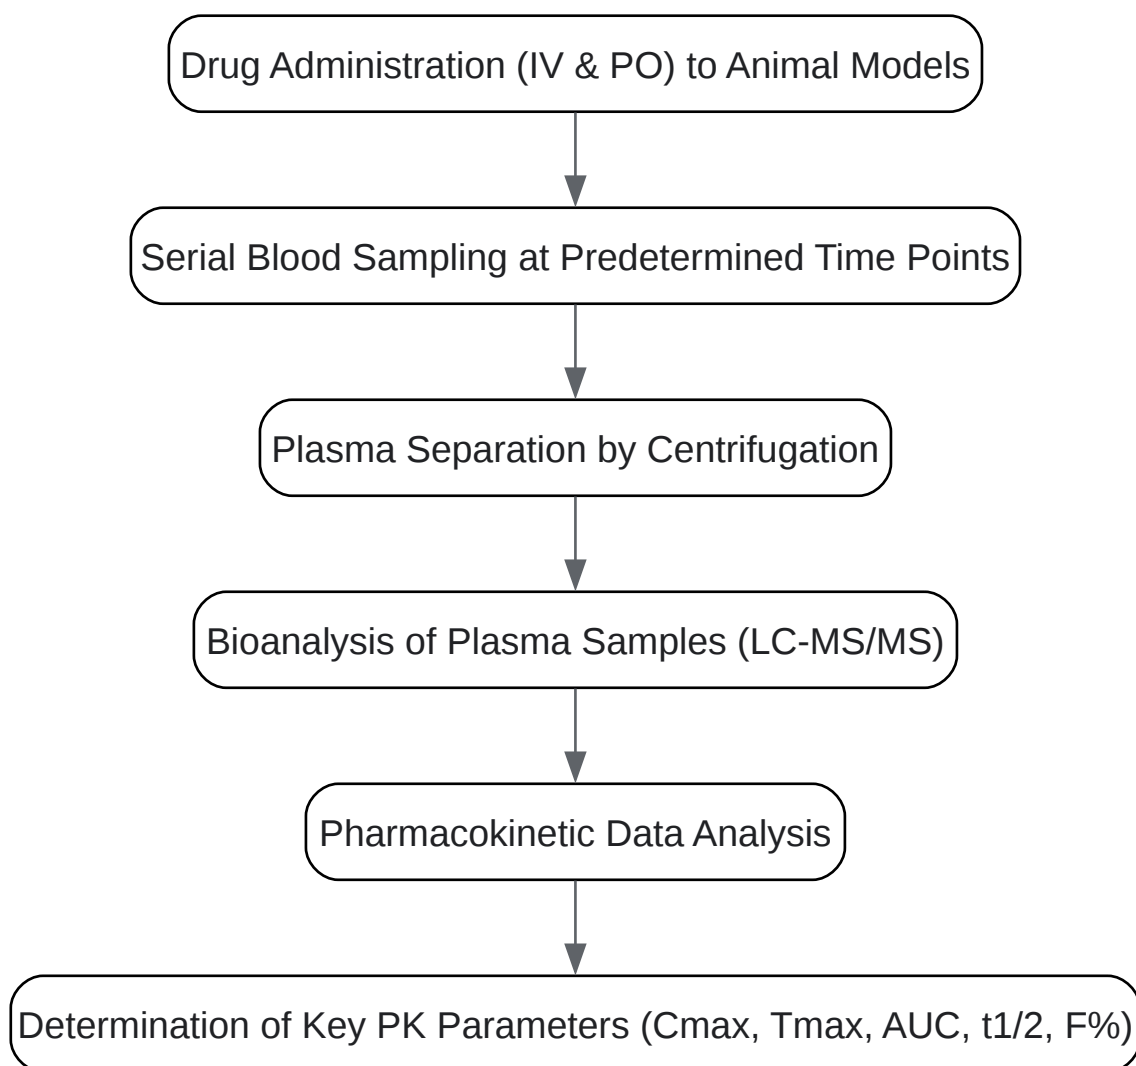 Drug Administration (IV & PO) to Animal Models
Serial Blood Sampling at Predetermined Time Points
Plasma Separation by Centrifugation
Bioanalysis of Plasma Samples (LC-MS/MS)
Pharmacokinetic Data Analysis
Determination of Key PK Parameters (Cmax, Tmax, AUC, t1/2, F%)